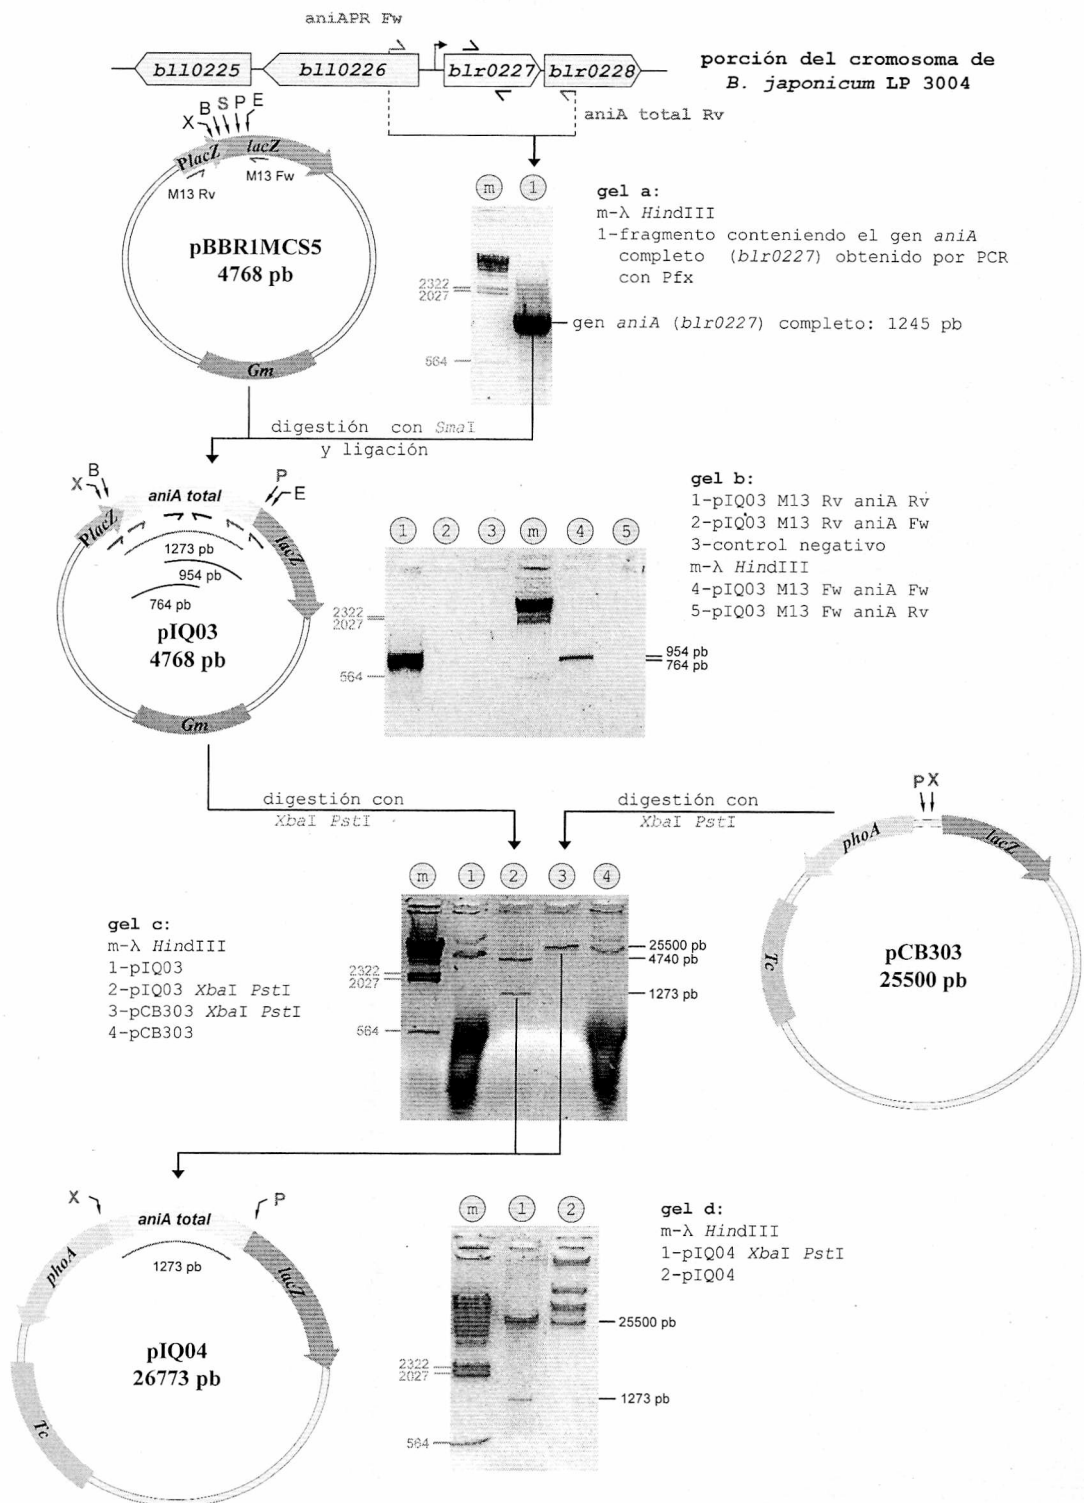 aniAPR Fw
bll0225 bll0226 blr0227 blr0228
porción del cromosoma de
B. japonicum LP 3004
aniA total Rv
X B S P E
PlacZ lacZ
M13 Rv
M13 Fw
pBBR1MCS5
4768 pb
Gm
m 1
2322
2027
564
gel a:
m-λ HindIII
1-fragmento conteniendo el gen aniA
completo (blr0227) obtenido por PCR
con Pfx
gen aniA (blr0227) completo: 1245 pb
digestión con SmaI
y ligación
X B
aniA total
P
E
PlacZ
lacZ
1273 pb
954 pb
764 pb
pIQ03
4768 pb
Gm
1 2 3 m 4 5
2322
2027
564
954 pb
764 pb
gel b:
1-pIQ03 M13 Rv aniA Rv
2-pIQ03 M13 Rv aniA Fw
3-control negativo
m-λ HindIII
4-pIQ03 M13 Fw aniA Fw
5-pIQ03 M13 Fw aniA Rv
digestión con
XbaI PstI
digestión con
XbaI PstI
P X
phoA
lacZ
Tc
pCB303
25500 pb
gel c:
m-λ HindIII
1-pIQ03
2-pIQ03 XbaI PstI
3-pCB303 XbaI PstI
4-pCB303
m 1 2 3 4
2322
2027
564
25500 pb
4740 pb
1273 pb
X
aniA total
P
phoA
lacZ
1273 pb
pIQ04
26773 pb
Tc
m 1 2
2322
2027
564
25500 pb
1273 pb
gel d:
m-λ HindIII
1-pIQ04 XbaI PstI
2-pIQ04